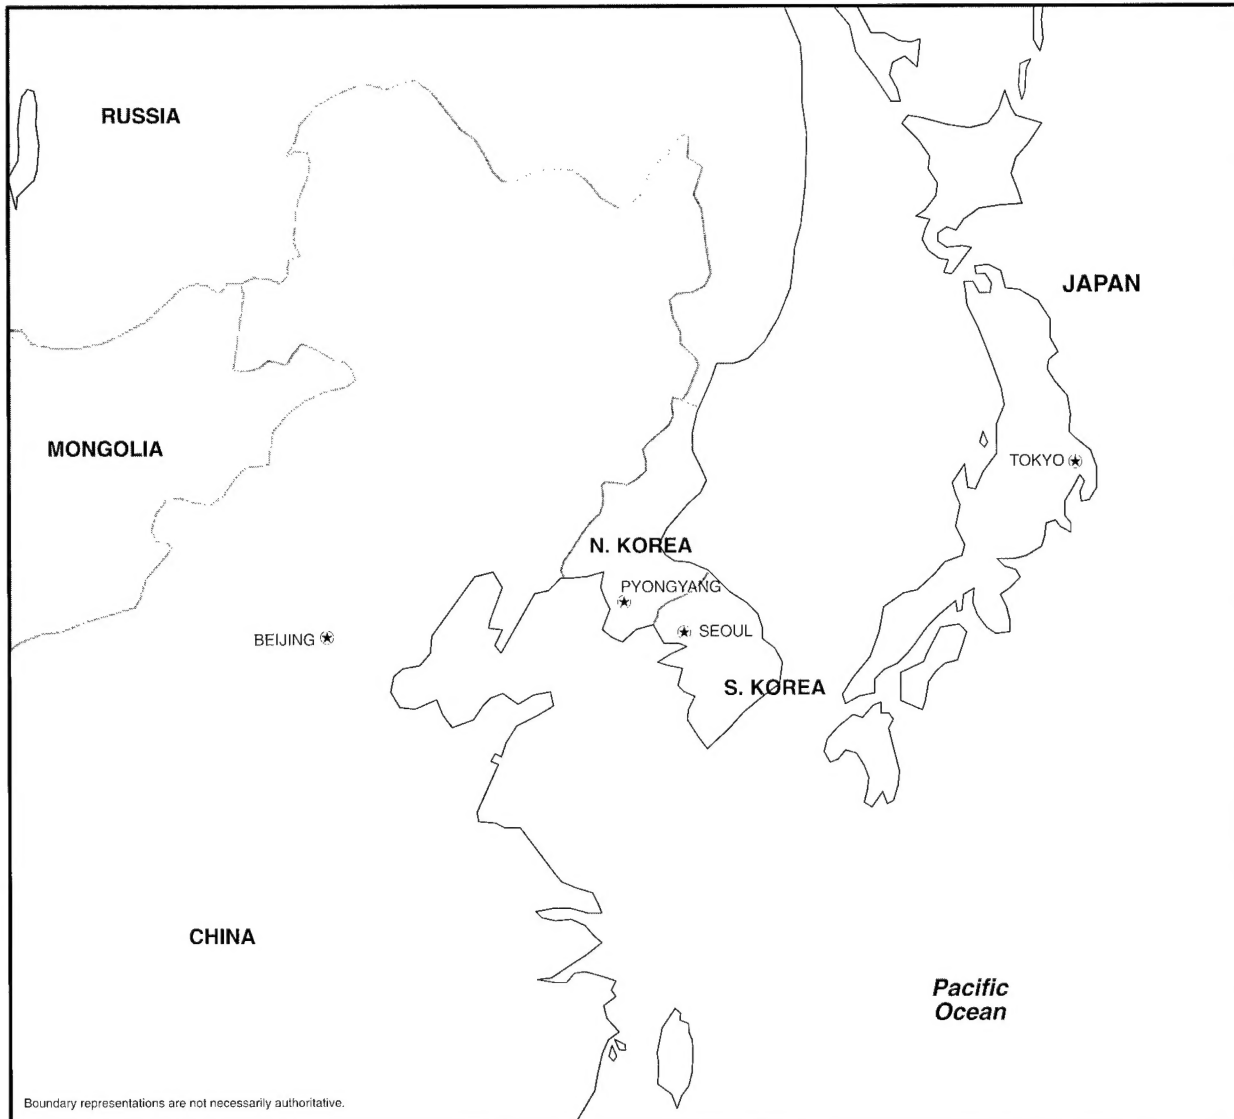 RUSSIA
JAPAN
MONGOLIA
TOKYO
N. KOREA
PYONGYANG
BEIJING
SEOUL
S. KOREA
CHINA
Pacific
Ocean
Boundary representations are not necessarily authoritative.